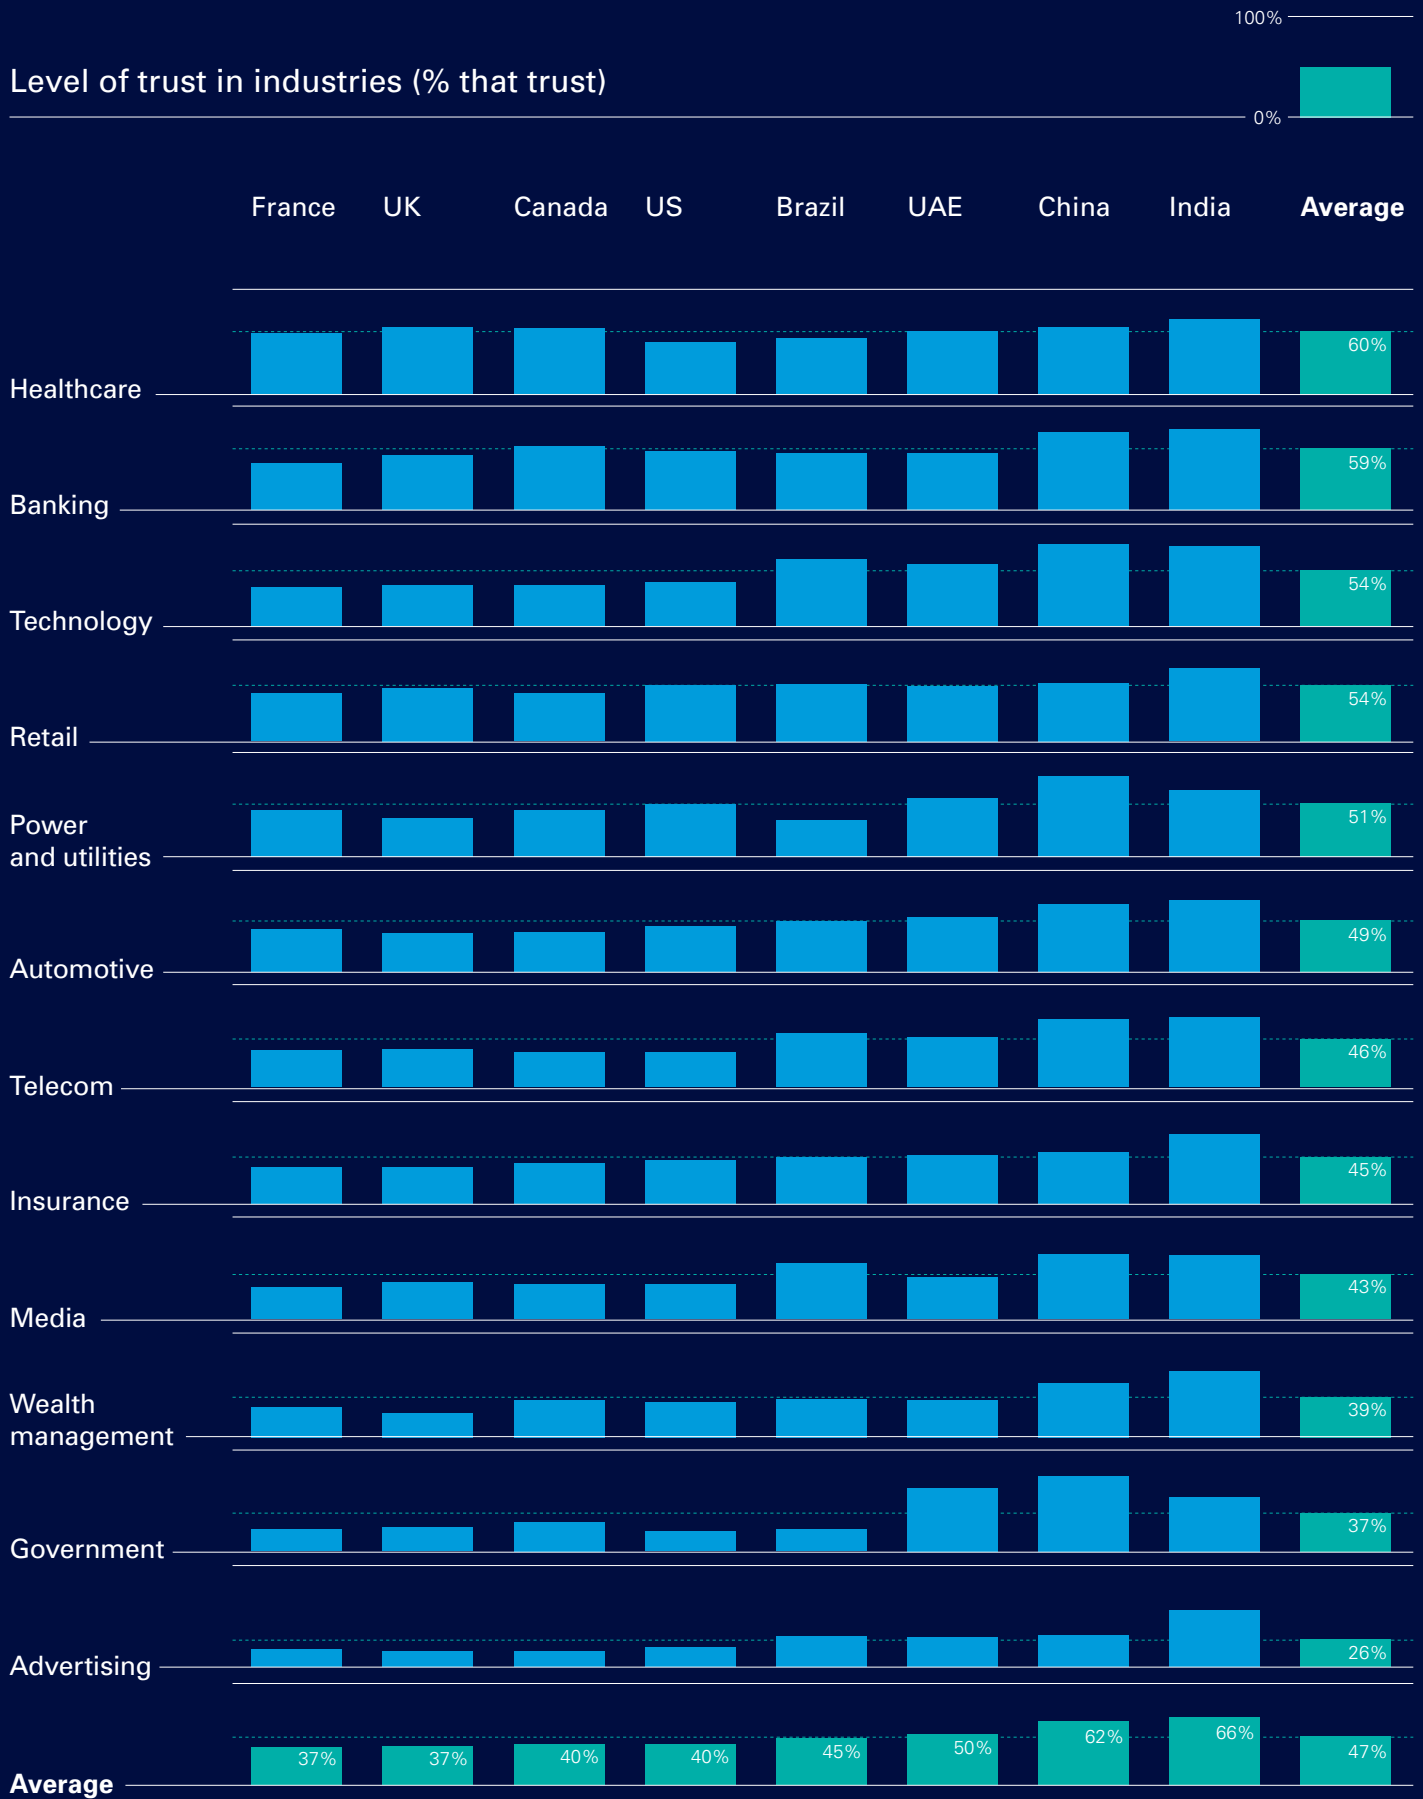 100%
Level of trust in industries (% that trust)
0%
France UK Canada US Brazil UAE China India Average
Healthcare
60%
Banking
59%
Technology
54%
Retail
54%
Power
and utilities
51%
Automotive
49%
Telecom
46%
Insurance
45%
Media
43%
Wealth
management
39%
Government
37%
Advertising
26%
Average
37% 37% 40% 40% 45% 50% 62% 66% 47%